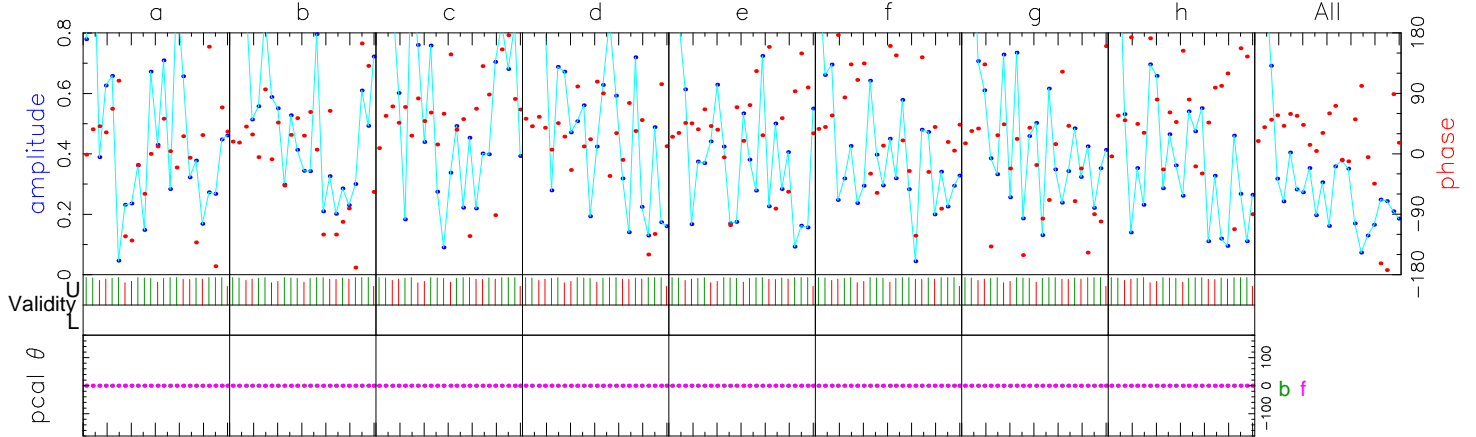 a b c d e f g h All
amplitude
0 0.2 0.4 0.6 0.8
180 90 0 −90 −180
phase
U
Validity
L
pcal θ
100 0 −100
b f